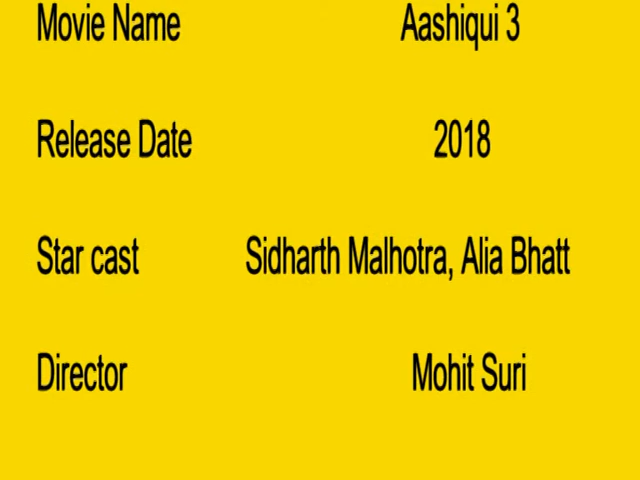 Movie Name Aashiqui 3
Release Date 2018
Star cast Sidharth Malhotra, Alia Bhatt
Director Mohit Suri